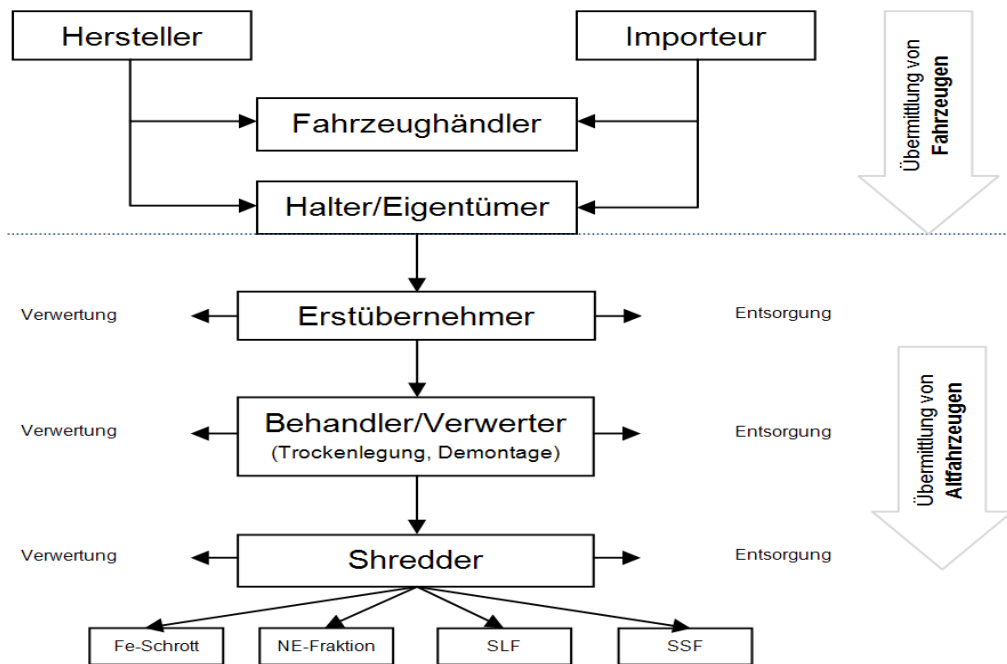 Hersteller
Importeur
Übermittlung von
Fahrzeugen
Fahrzeughändler
Halter/Eigentümer
Verwertung
Erstübernehmer
Entsorgung
Verwertung
Behandler/Verwerter
(Trockenlegung, Demontage)
Entsorgung
Übermittlung von
Altfahrzeugen
Verwertung
Shredder
Entsorgung
Fe-Schrott
NE-Fraktion
SLF
SSF